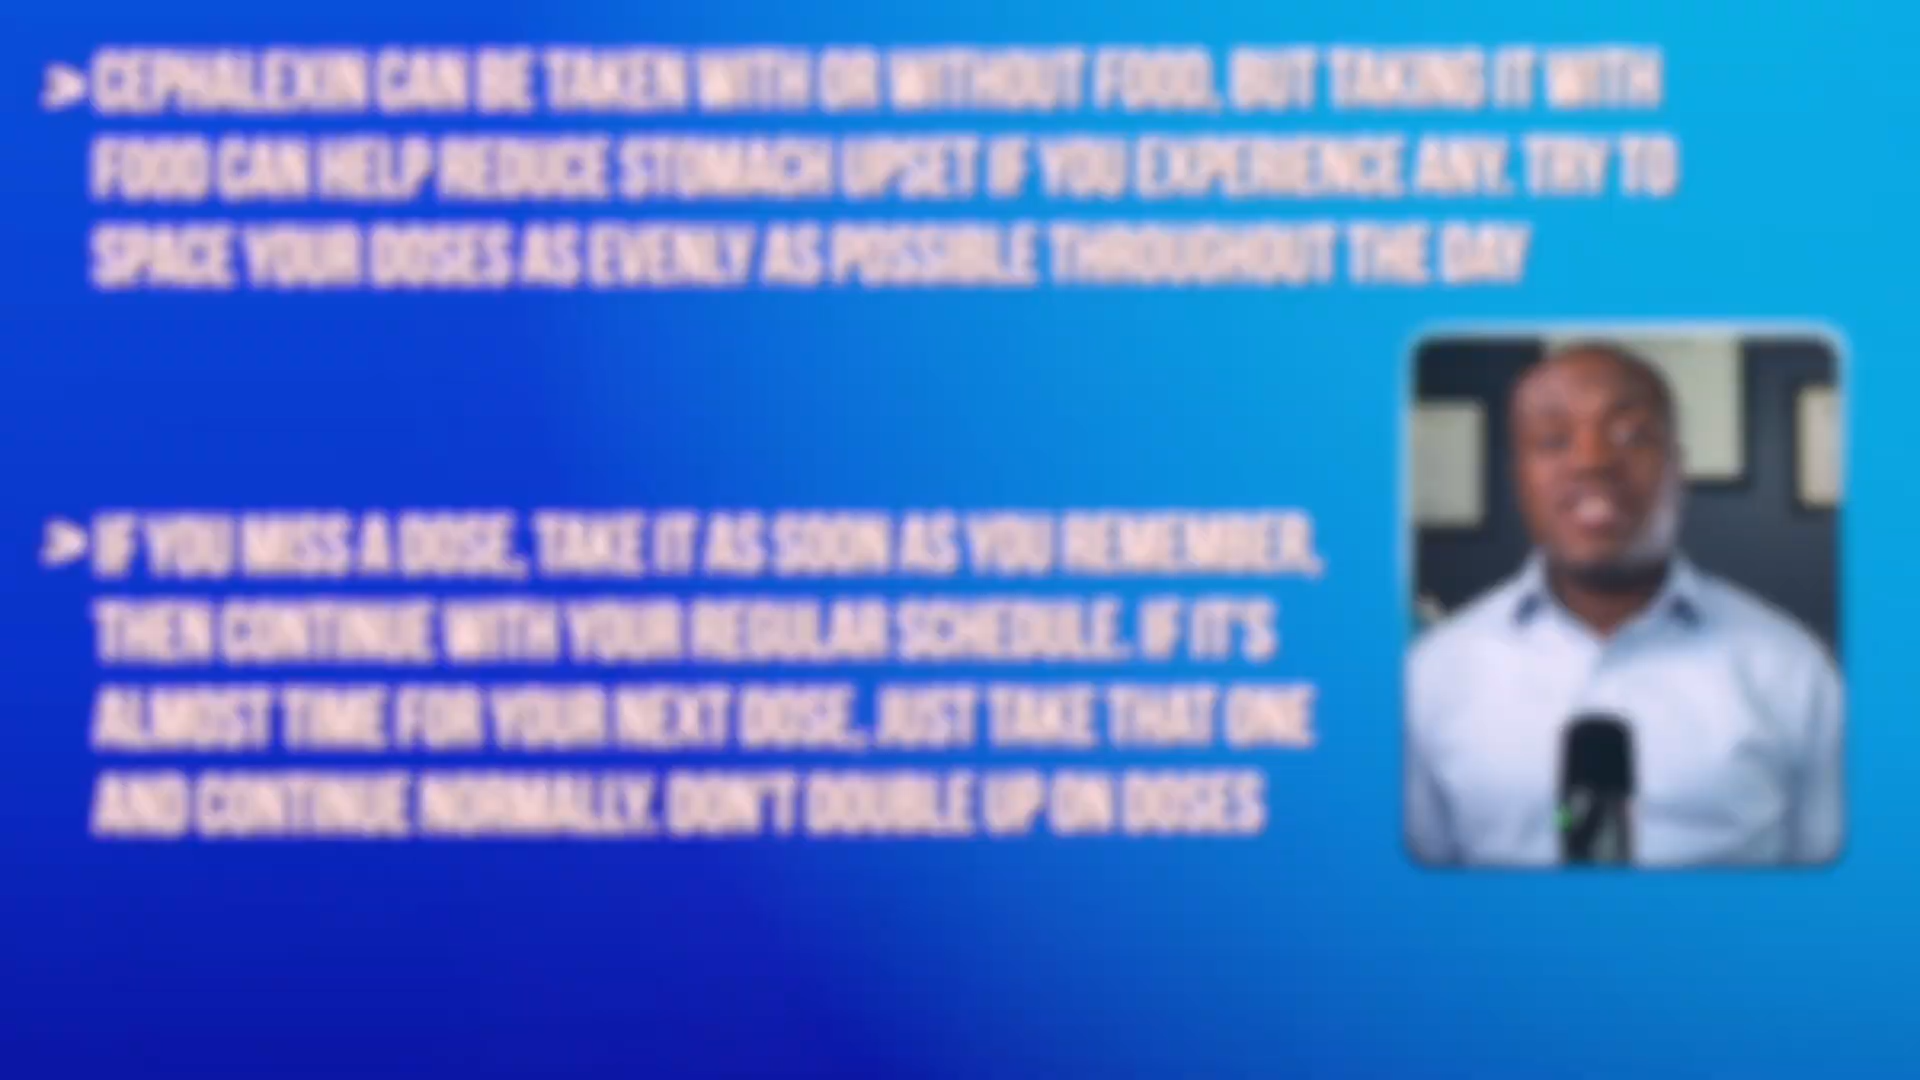 > CEPHALEXIN CAN BE TAKEN WITH OR WITHOUT FOOD, BUT TAKING IT WITH
FOOD CAN HELP REDUCE STOMACH UPSET IF YOU EXPERIENCE ANY. TRY TO
SPACE YOUR DOSES AS EVENLY AS POSSIBLE THROUGHOUT THE DAY
> IF YOU MISS A DOSE, TAKE IT AS SOON AS YOU REMEMBER,
THEN CONTINUE WITH YOUR REGULAR SCHEDULE. IF IT'S
ALMOST TIME FOR YOUR NEXT DOSE, JUST TAKE THAT ONE
AND CONTINUE NORMALLY. DON'T DOUBLE UP ON DOSES